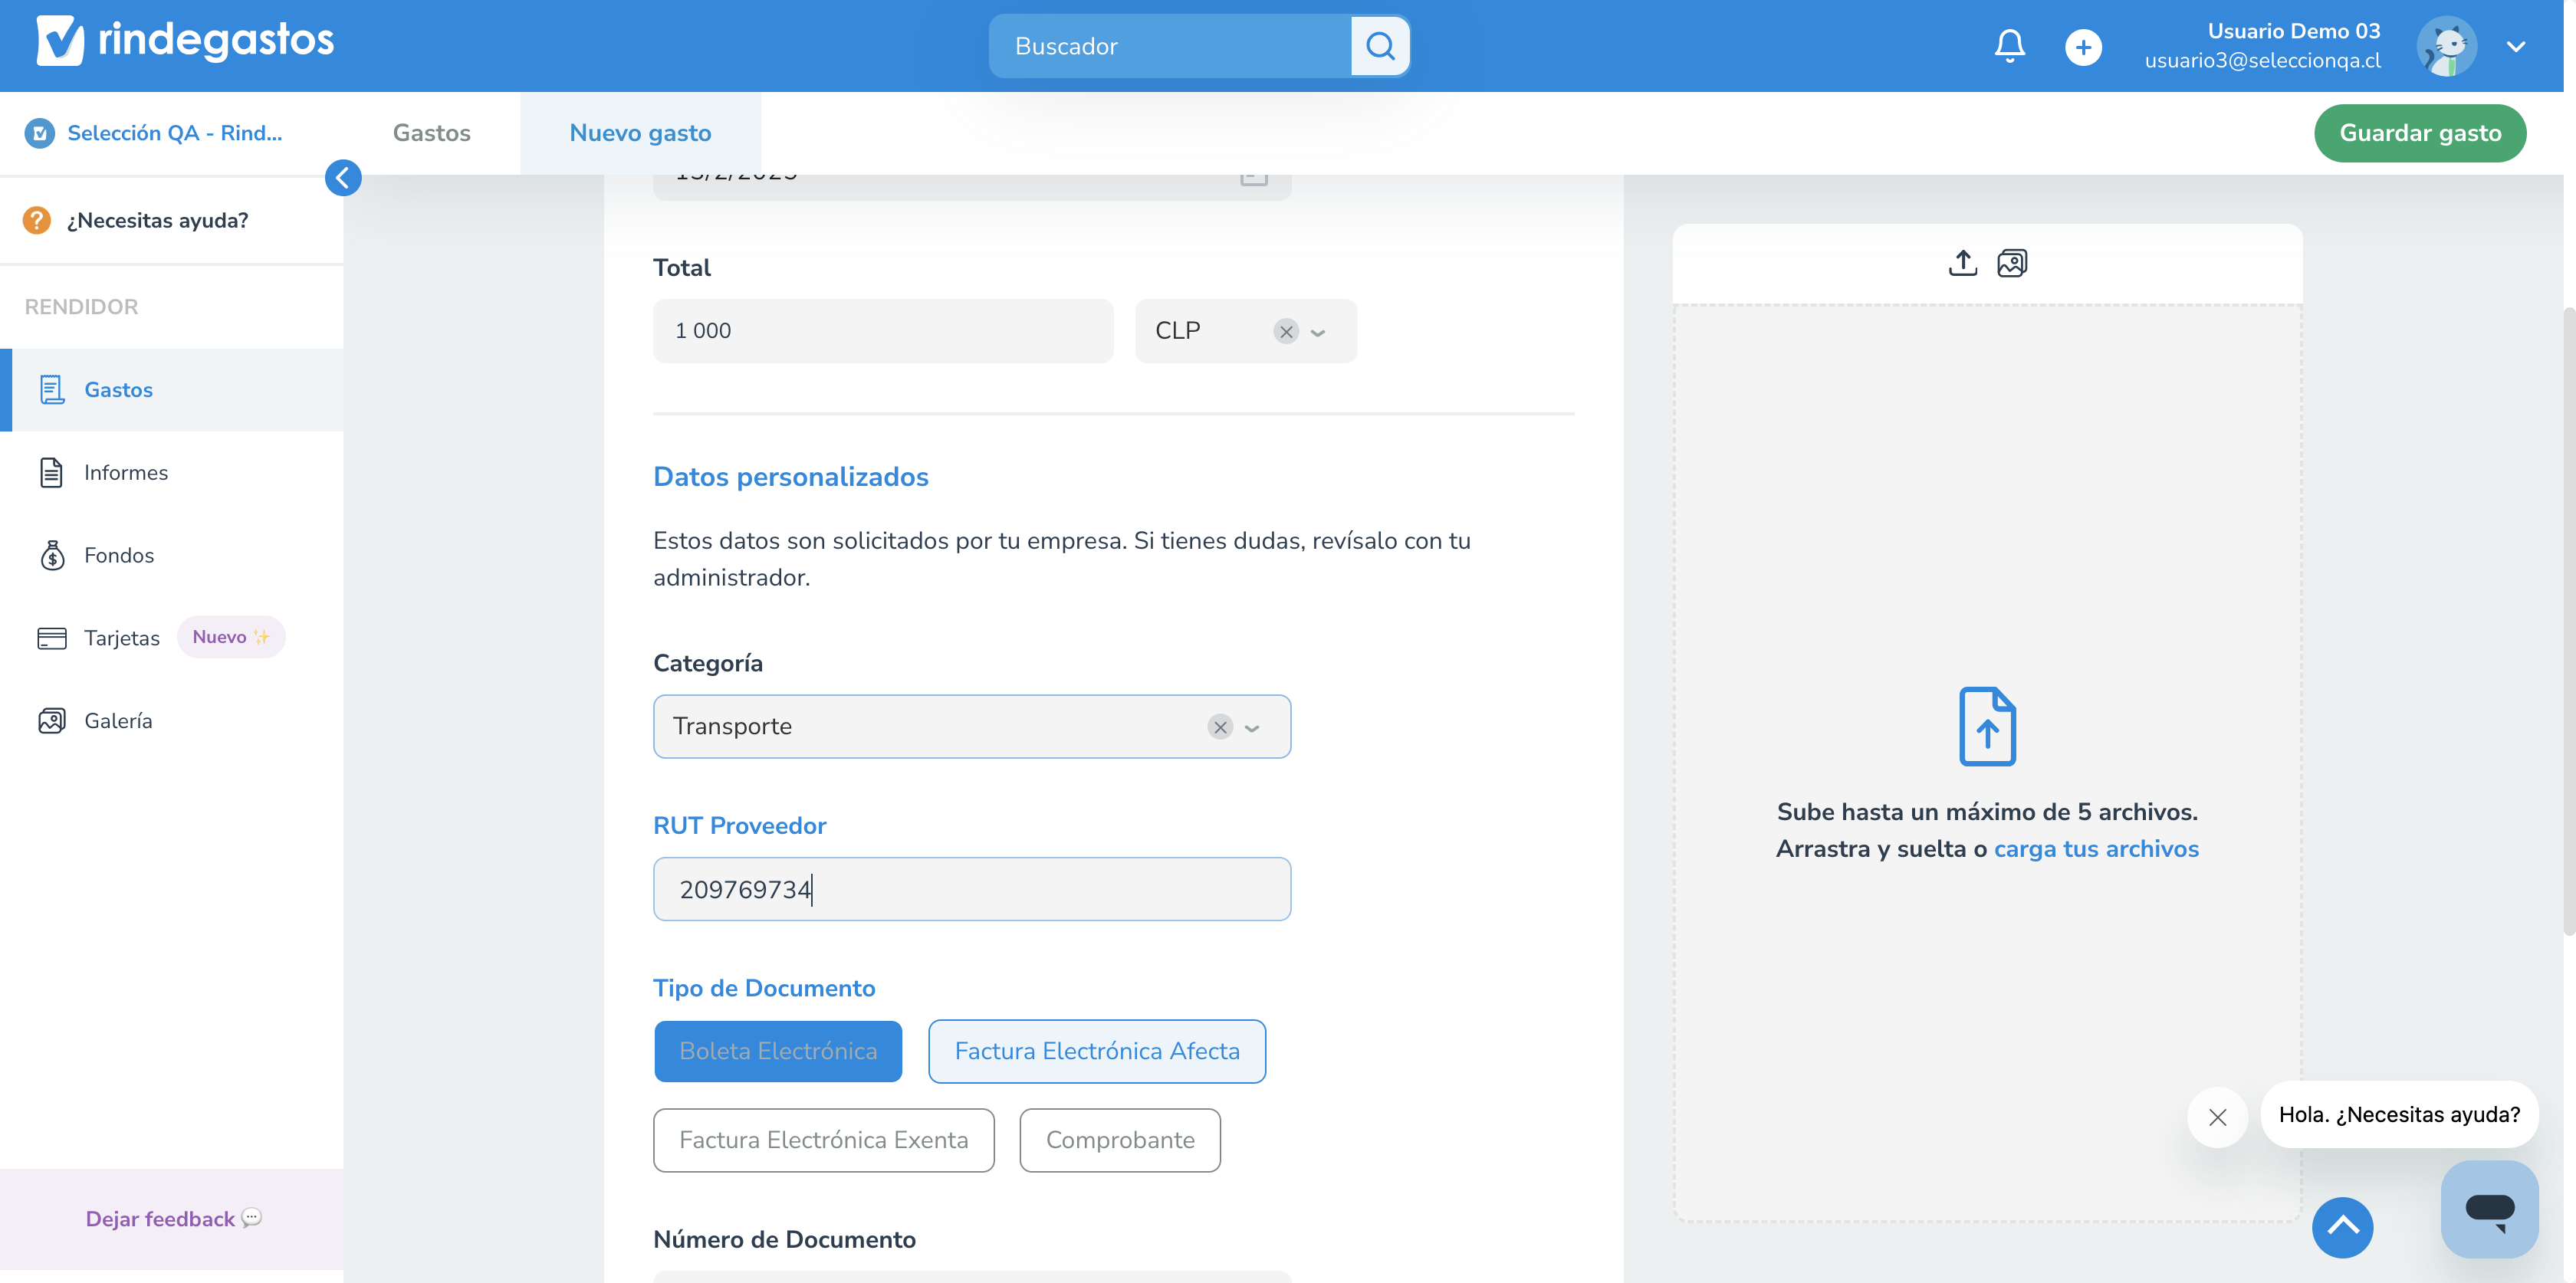 rindegastos
Buscador
Usuario Demo 03
usuario3@seleccionqa.cl
Selección QA - Rind...
Gastos
Nuevo gasto
Guardar gasto
¿Necesitas ayuda?
RENDIDOR
Gastos
Informes
Fondos
Tarjetas
Nuevo ✨
Galería
Dejar feedback 💬
Total
1 000
CLP
Datos personalizados
Estos datos son solicitados por tu empresa. Si tienes dudas, revísalo con tu
administrador.
Categoría
Transporte
RUT Proveedor
209769734
Tipo de Documento
Boleta Electrónica
Factura Electrónica Afecta
Factura Electrónica Exenta
Comprobante
Número de Documento
Sube hasta un máximo de 5 archivos.
Arrastra y suelta o carga tus archivos
Hola. ¿Necesitas ayuda?